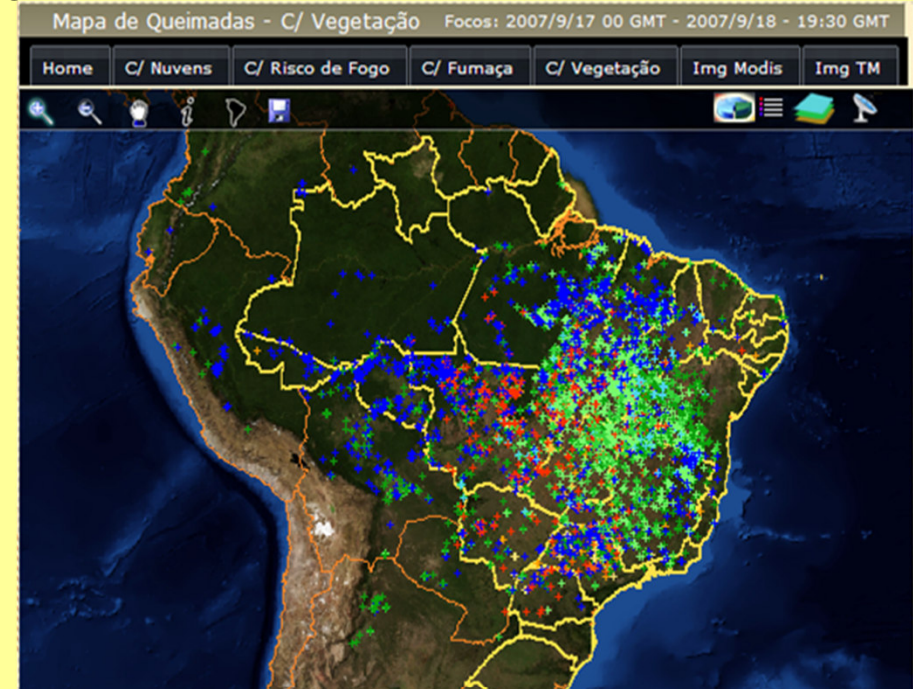 Mapa de Queimadas - C/ Vegetação Focos: 2007/9/17 00 GMT - 2007/9/18 - 19:30 GMT
Home C/ Nuvens C/ Risco de Fogo C/ Fumaça C/ Vegetação Img Modis Img TM